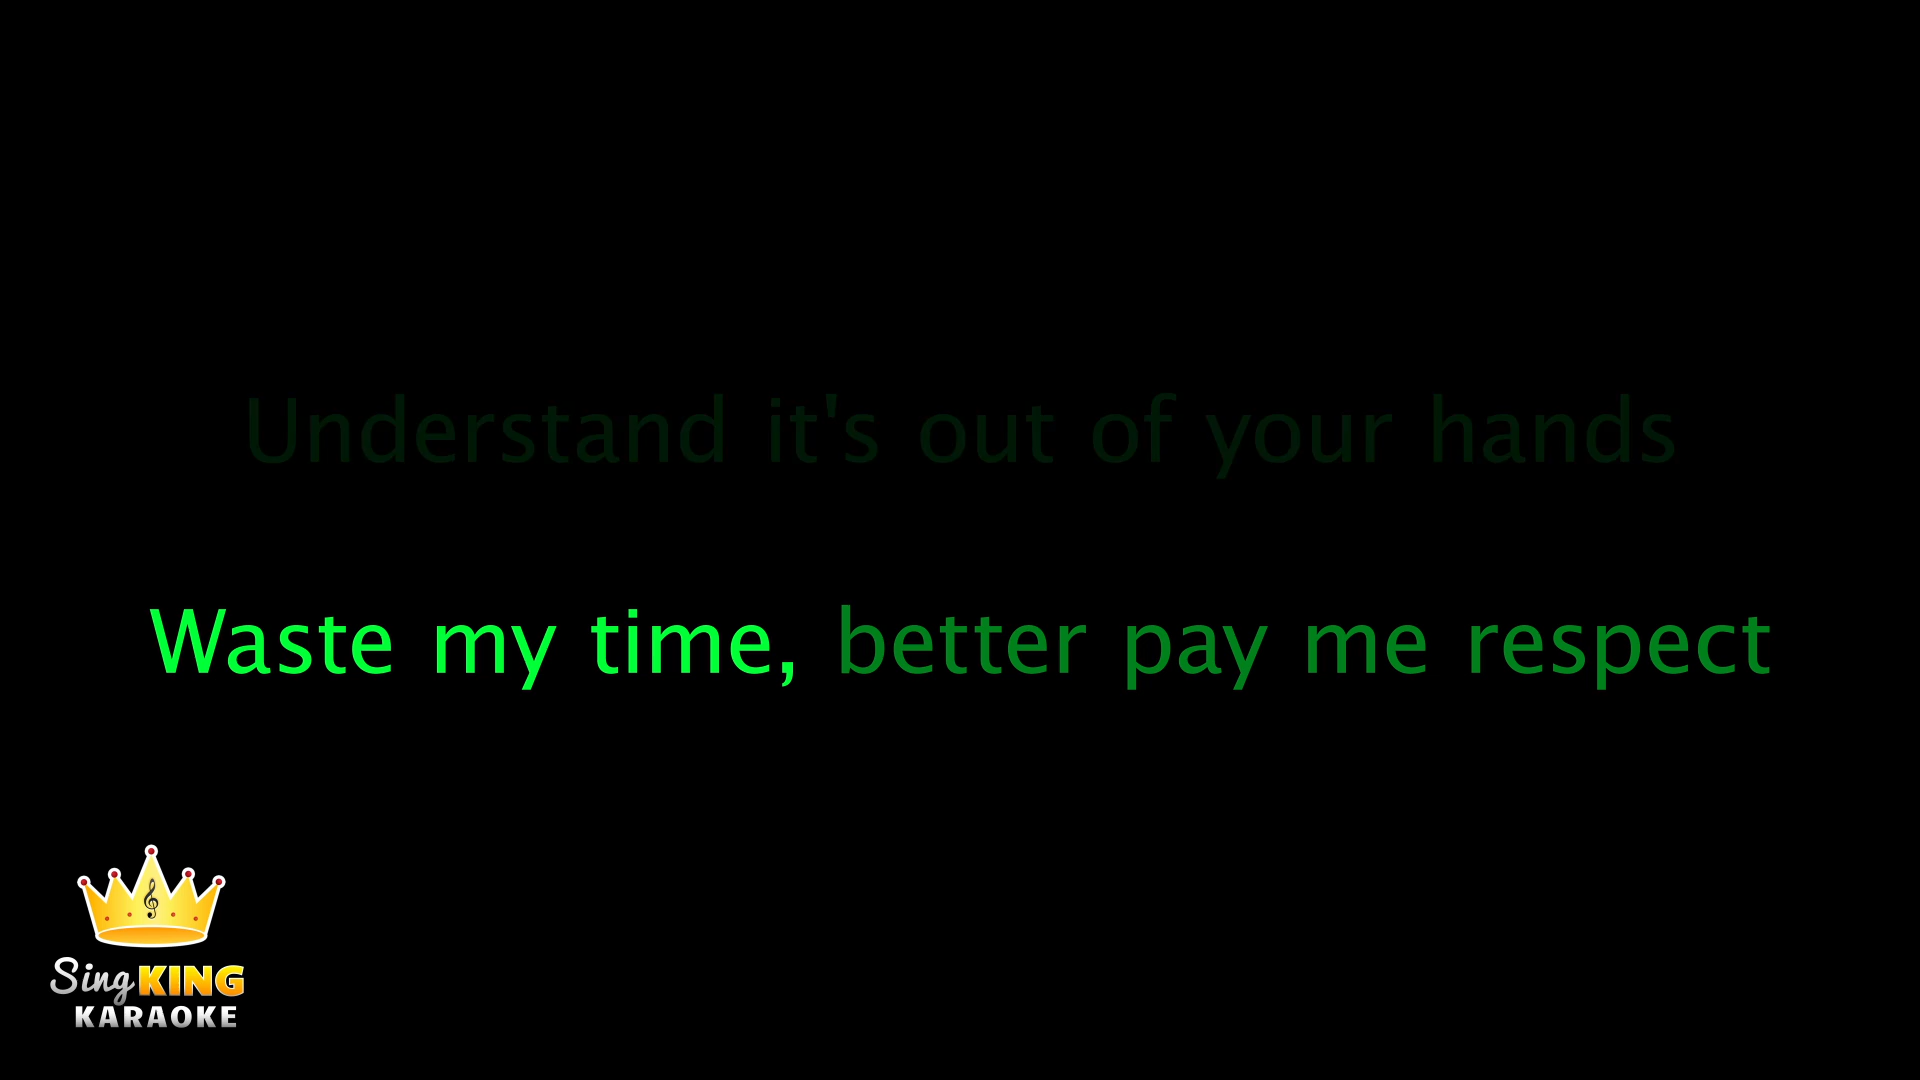 Understand it's out of your hands
Waste my time, better pay me respect
Sing KING
KARAOKE